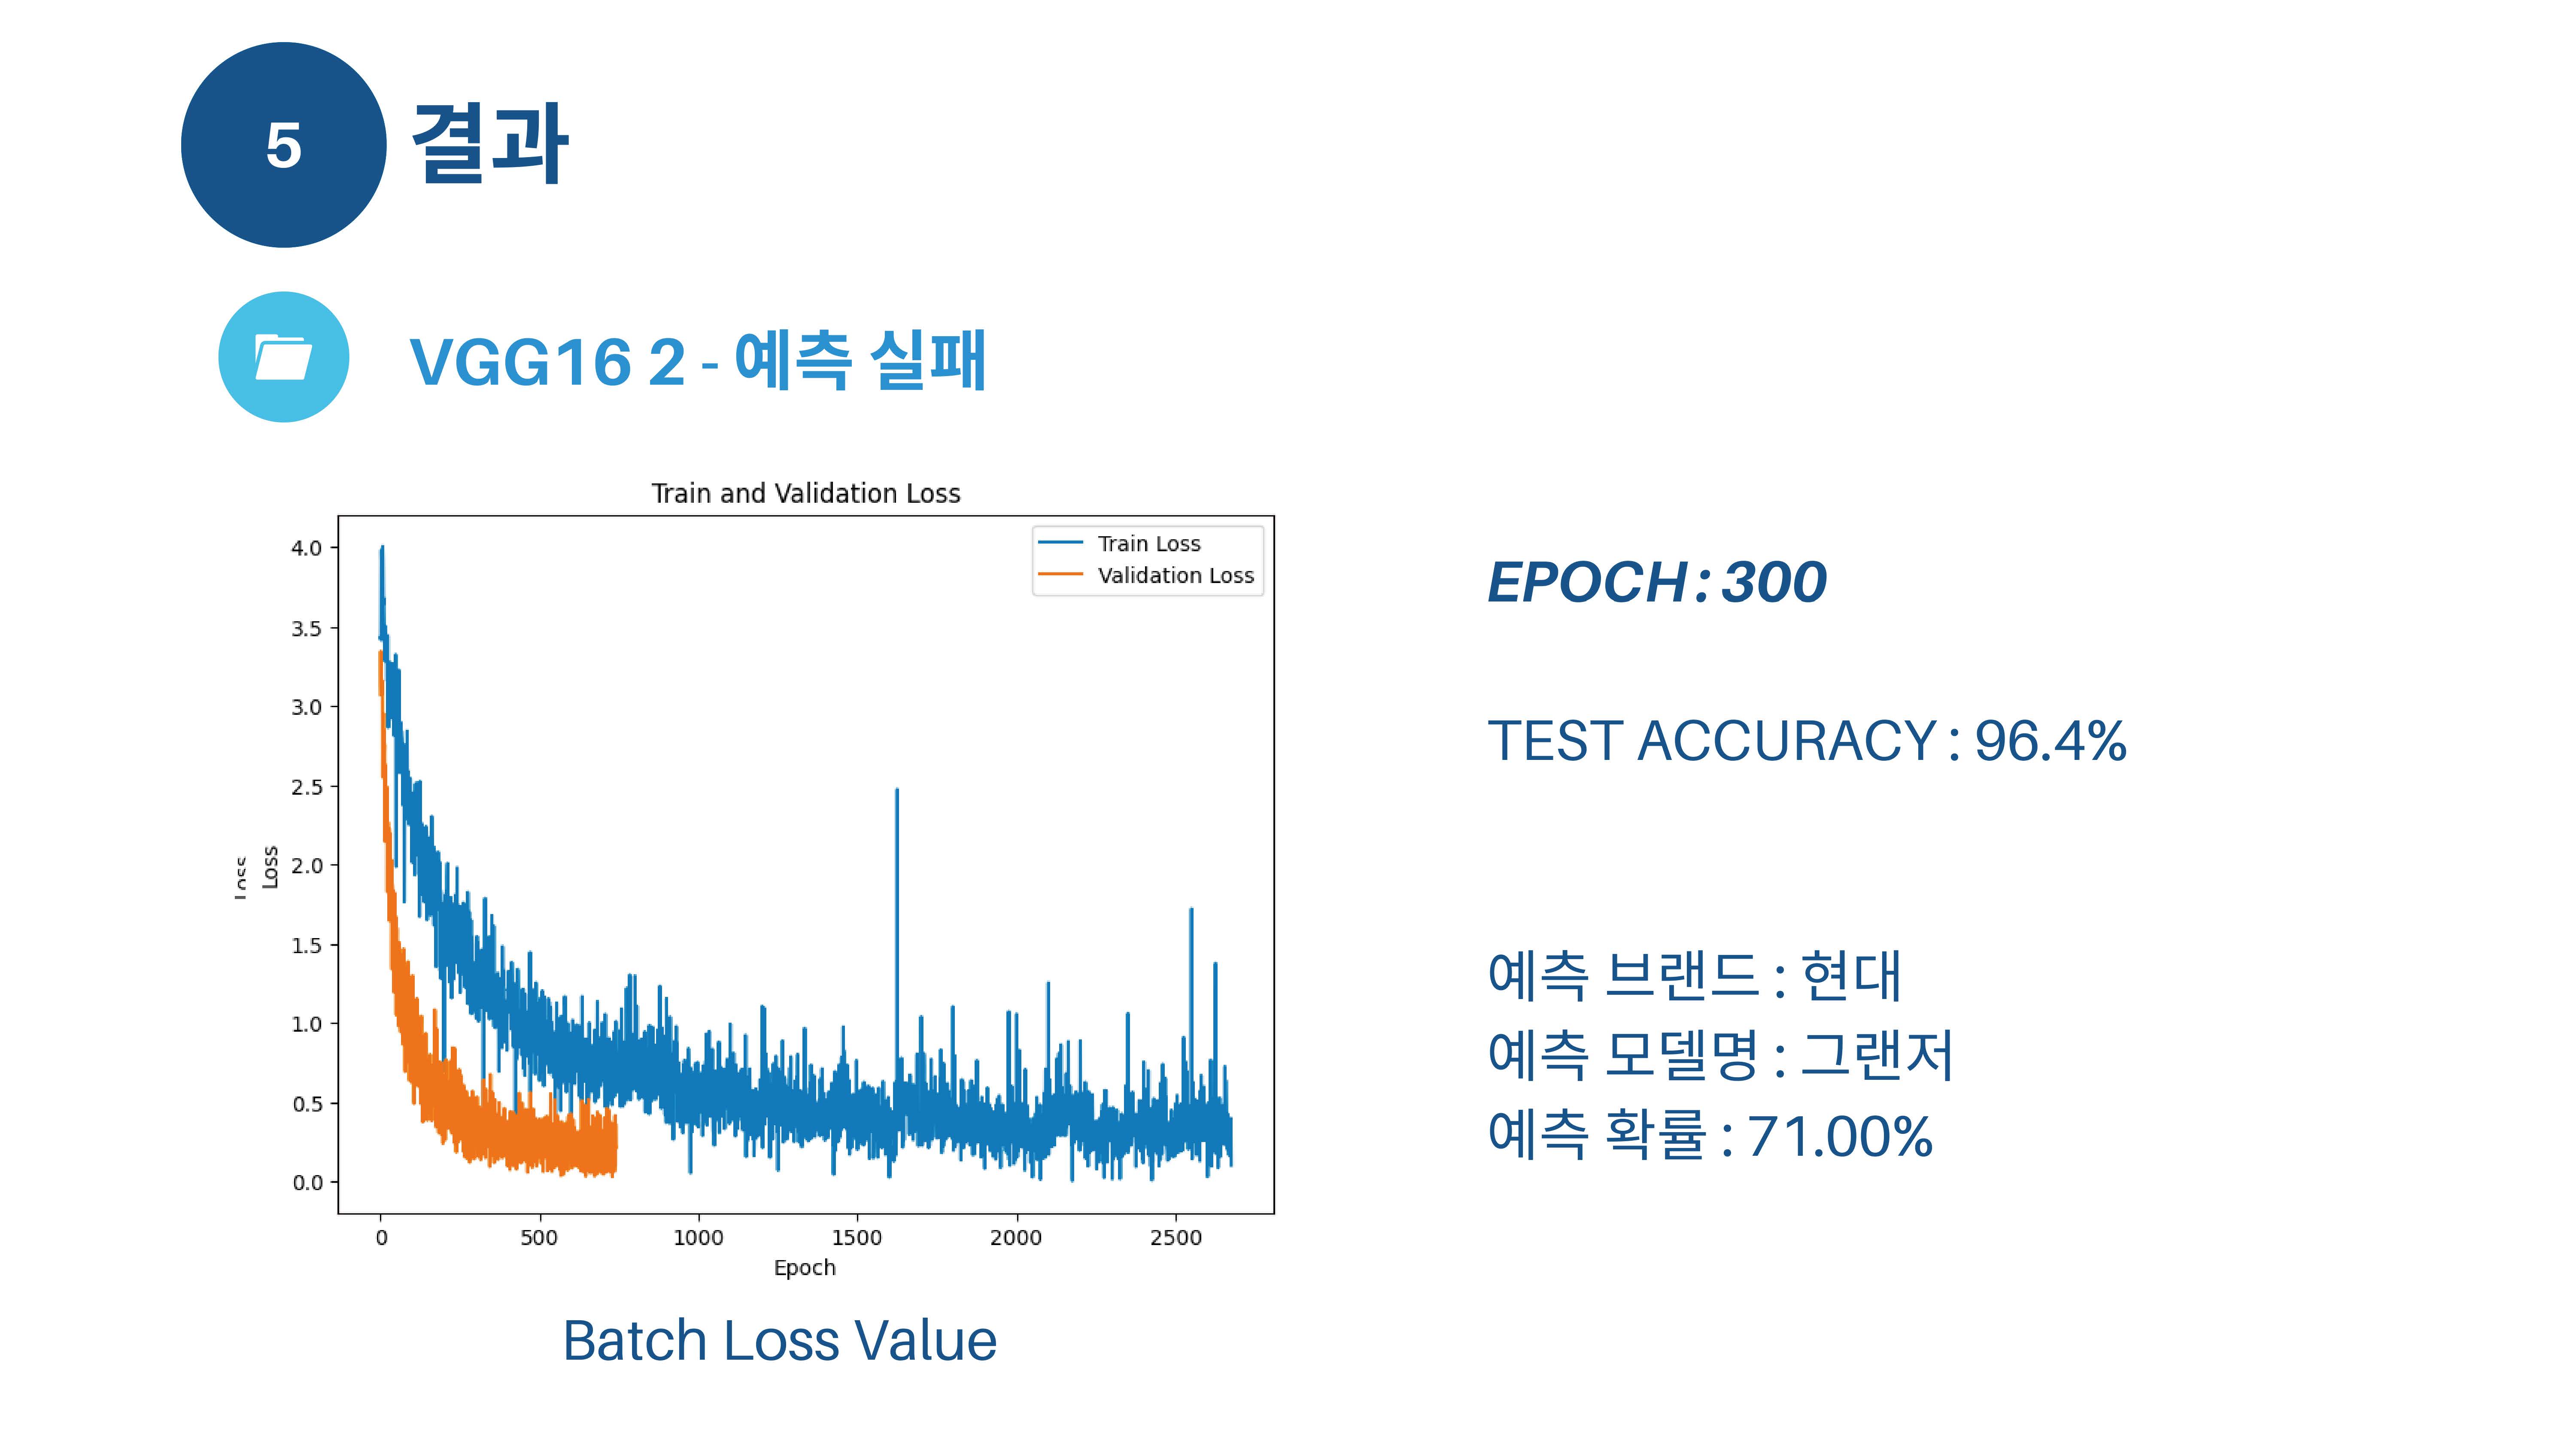 5
결과
VGG16 2 - 예측 실패
Train and Validation Loss
Train Loss
Validation Loss
4.0
3.5
3.0
2.5
2.0
1.5
1.0
0.5
0.0
Loss
Loss
0 500 1000 1500 2000 2500
Epoch
Batch Loss Value
EPOCH : 300
TEST ACCURACY : 96.4%
예측 브랜드 : 현대
예측 모델명 : 그랜저
예측 확률 : 71.00%